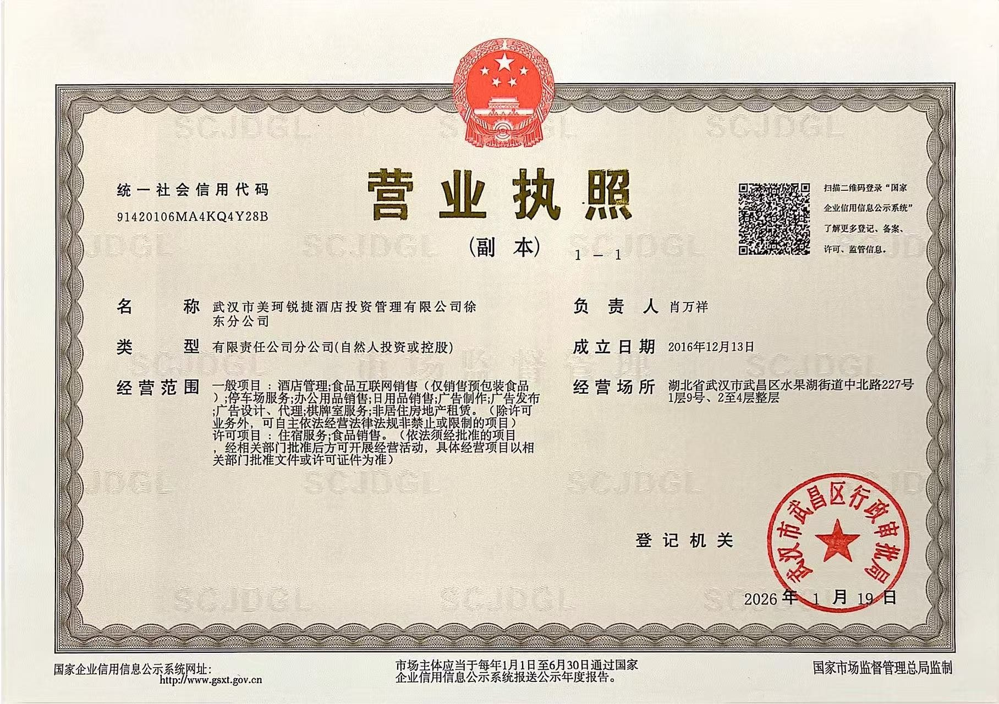 营业执照
(副本) 1-1
统一社会信用代码
91420106MA4KQ4Y28B
扫描二维码登录“国家
企业信用信息公示系统”
了解更多登记、备案、
许可、监管信息。
名称 武汉市美珂锐捷酒店投资管理有限公司徐
东分公司
类型 有限责任公司分公司(自然人投资或控股)
经营范围 一般项目：酒店管理;食品互联网销售（仅销售预包装食品
）;停车场服务;办公用品销售;日用品销售;广告制作;广告发布
;广告设计、代理;棋牌室服务;非居住房地产租赁。（除许可
业务外，可自主依法经营法律法规非禁止或限制的项目）
许可项目：住宿服务;食品销售。（依法须经批准的项目
，经相关部门批准后方可开展经营活动，具体经营项目以相
关部门批准文件或许可证件为准）
负责人 肖万祥
成立日期 2016年12月13日
经营场所 湖北省武汉市武昌区水果湖街道中北路227号
1层9号、2至4层整层
登记机关
武汉市武昌区行政审批局
2026年1月19日
国家企业信用信息公示系统网址：
http://www.gsxt.gov.cn
市场主体应当于每年1月1日至6月30日通过国家
企业信用信息公示系统报送公示年度报告。
国家市场监督管理总局监制
SCJDGL
市场监督管理